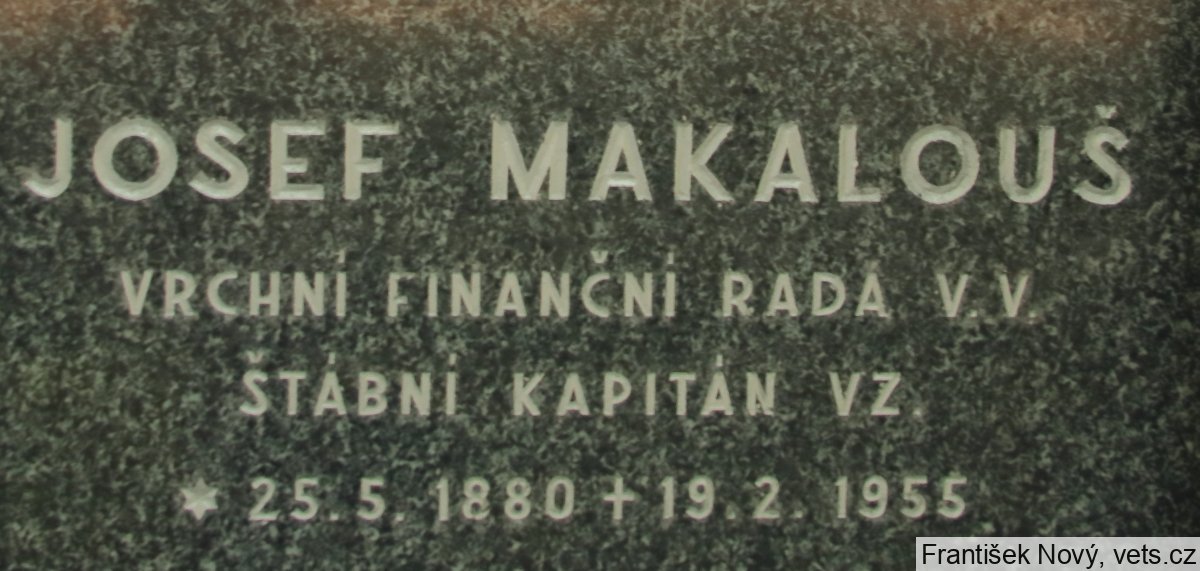 JOSEF MAKALOUŠ
VRCHNÍ FINANČNÍ RADA V.V.
ŠTÁBNÍ KAPITÁN VZ.
* 25.5. 1880 + 19.2. 1955
František Nový, vets.cz